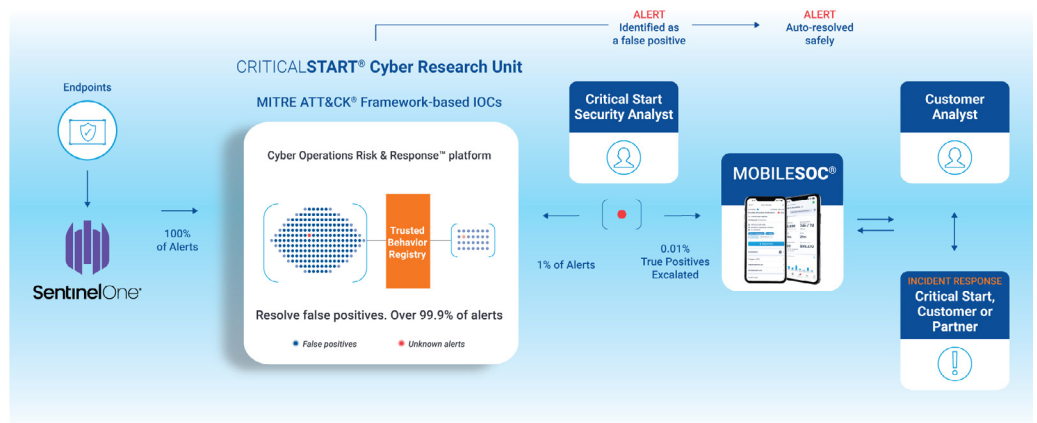 ALERT
Identified as
a false positive
ALERT
Auto-resolved
safely
CRITICALSTART® Cyber Research Unit
MITRE ATT&CK® Framework-based IOCs
Endpoints
SentinelOne®
100%
of Alerts
Cyber Operations Risk & Response™ platform
Trusted
Behavior
Registry
Resolve false positives. Over 99.9% of alerts
False positives
Unknown alerts
1% of Alerts
Critical Start
Security Analyst
0.01%
True Positives
Excalated
MOBILESOC®
Customer
Analyst
INCIDENT RESPONSE
Critical Start,
Customer or
Partner